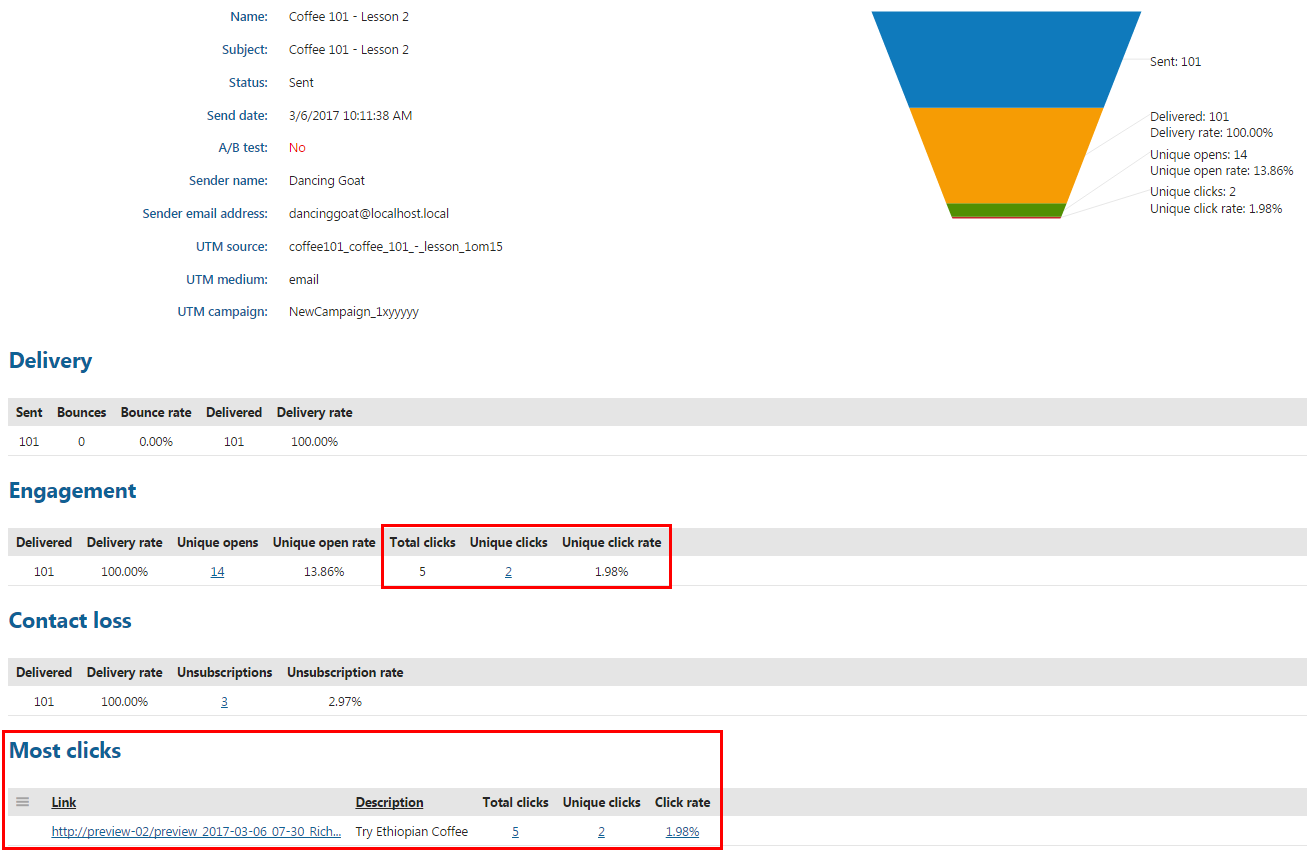 Name: Coffee 101 - Lesson 2
Subject: Coffee 101 - Lesson 2
Status: Sent
Send date: 3/6/2017 10:11:38 AM
A/B test: No
Sender name: Dancing Goat
Sender email address: dancinggoat@localhost.local
UTM source: coffee101_coffee_101_-_lesson_1om15
UTM medium: email
UTM campaign: NewCampaign_1xyyyyy
Sent: 101
Delivered: 101
Delivery rate: 100.00%
Unique opens: 14
Unique open rate: 13.86%
Unique clicks: 2
Unique click rate: 1.98%
Delivery
Sent Bounces Bounce rate Delivered Delivery rate
101 0 0.00% 101 100.00%
Engagement
Delivered Delivery rate Unique opens Unique open rate Total clicks Unique clicks Unique click rate
101 100.00% 14 13.86% 5 2 1.98%
Contact loss
Delivered Delivery rate Unsubscriptions Unsubscription rate
101 100.00% 3 2.97%
Most clicks
Link Description Total clicks Unique clicks Click rate
http://preview-02/preview_2017-03-06_07-30_Rich... Try Ethiopian Coffee 5 2 1.98%